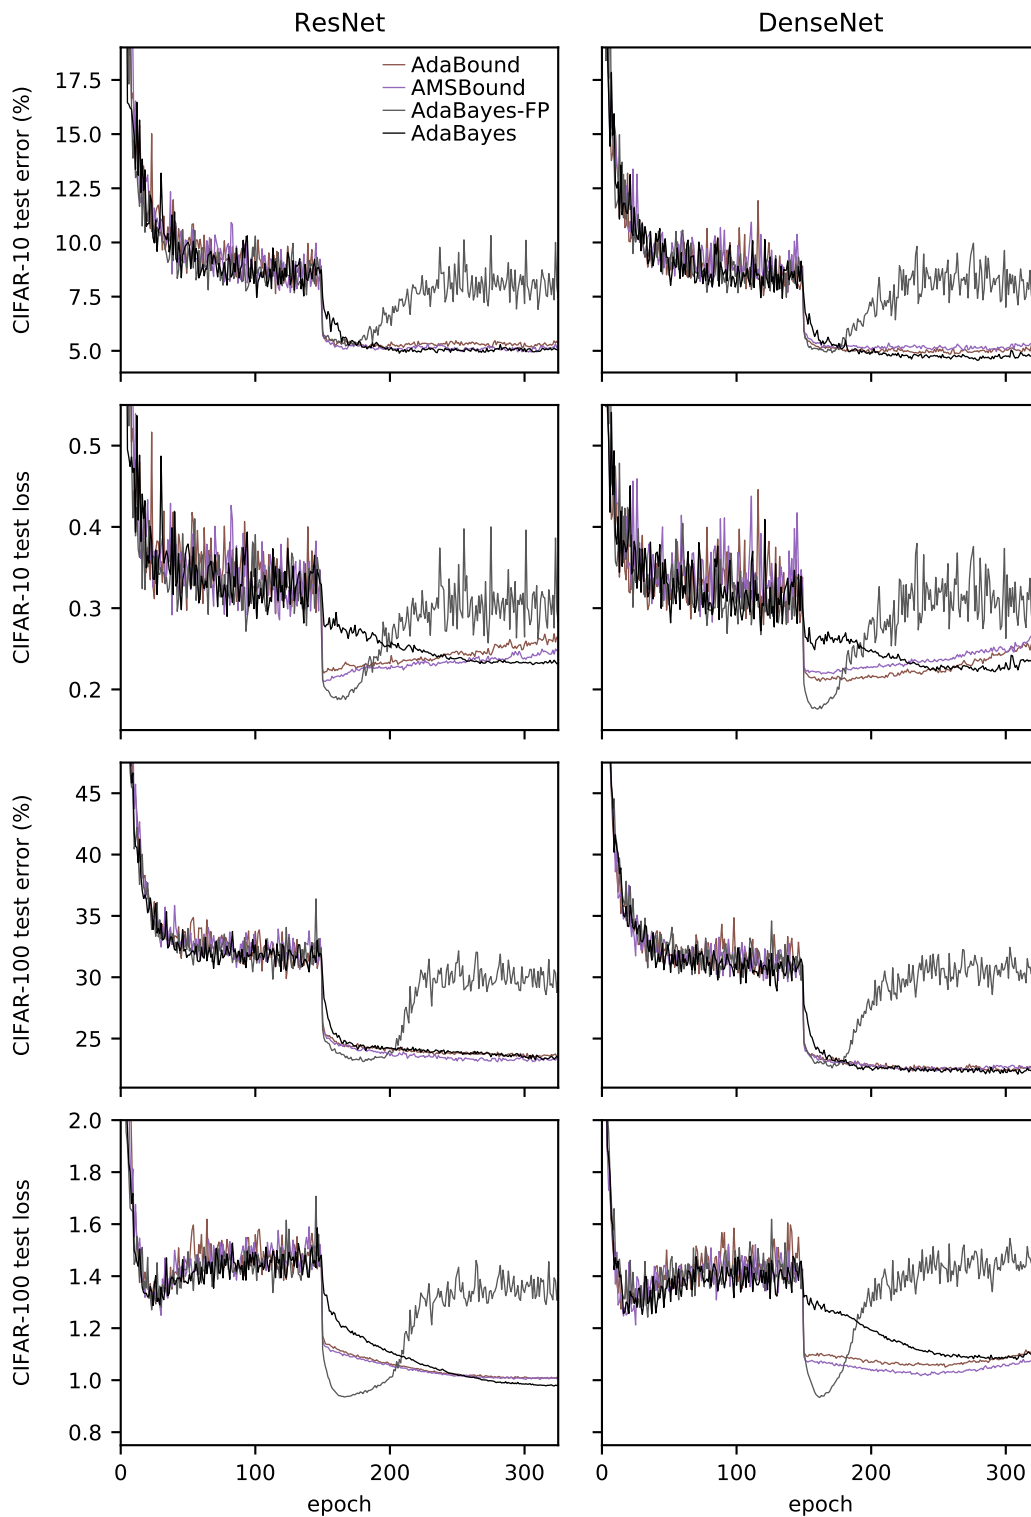 ResNet
DenseNet
AdaBound
AMSBound
AdaBayes-FP
AdaBayes
CIFAR-10 test error (%)
17.5
15.0
12.5
10.0
7.5
5.0
CIFAR-10 test loss
0.5
0.4
0.3
0.2
CIFAR-100 test error (%)
45
40
35
30
25
CIFAR-100 test loss
2.0
1.8
1.6
1.4
1.2
1.0
0.8
0
100
200
300
0
100
200
300
epoch
epoch